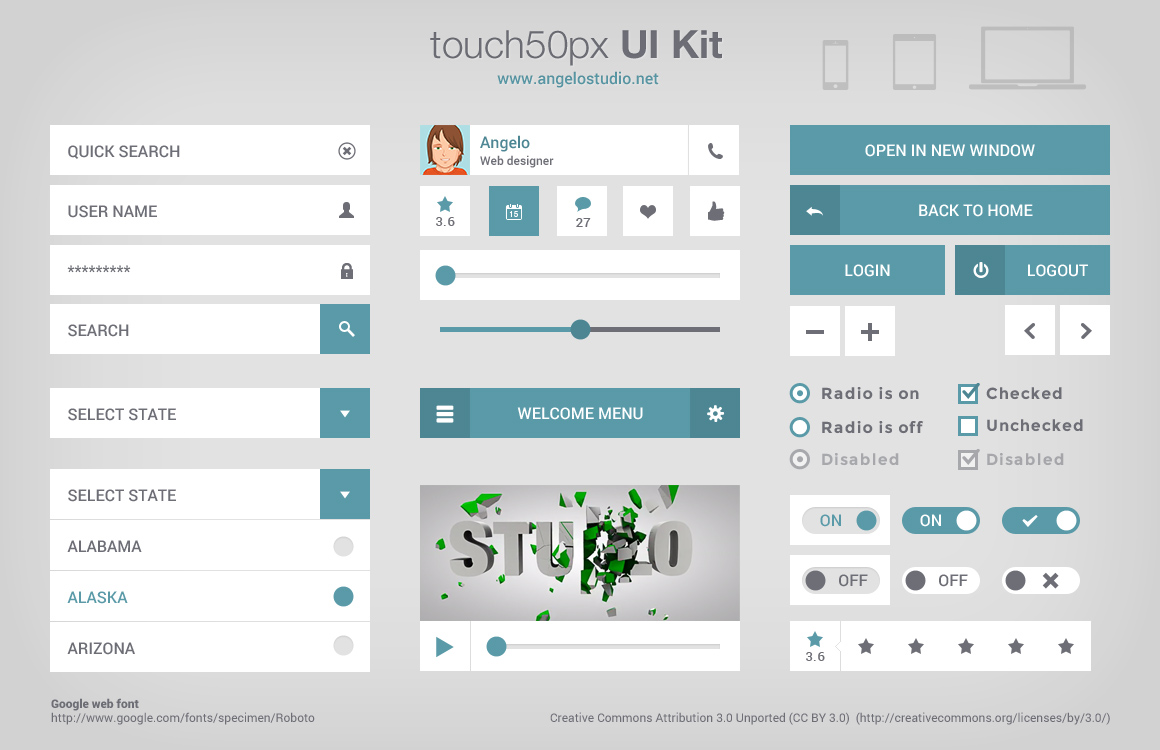 touch50px UI Kit
www.angelostudio.net
QUICK SEARCH
USER NAME
*********
SEARCH
SELECT STATE
SELECT STATE
ALABAMA
ALASKA
ARIZONA
Angelo
Web designer
3.6
15
27
WELCOME MENU
STUDIO
OPEN IN NEW WINDOW
BACK TO HOME
LOGIN
LOGOUT
Radio is on
Checked
Radio is off
Unchecked
Disabled
Disabled
ON
ON
OFF
OFF
3.6
Google web font
http://www.google.com/fonts/specimen/Roboto
Creative Commons Attribution 3.0 Unported (CC BY 3.0) (http://creativecommons.org/licenses/by/3.0/)